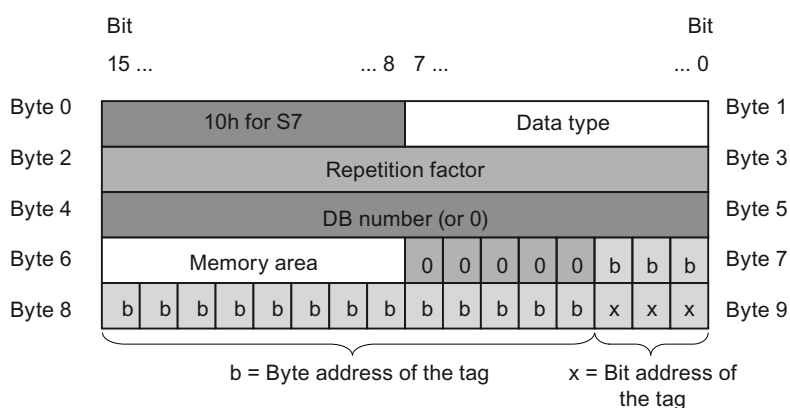 Bit Bit
15 ... ... 8 7 ... ... 0
Byte 0 10h for S7 Data type Byte 1
Byte 2 Repetition factor Byte 3
Byte 4 DB number (or 0) Byte 5
Byte 6 Memory area 0 0 0 0 0 b b b Byte 7
Byte 8 b b b b b b b b b b b b b x x x Byte 9
b = Byte address of the tag x = Bit address of
the tag